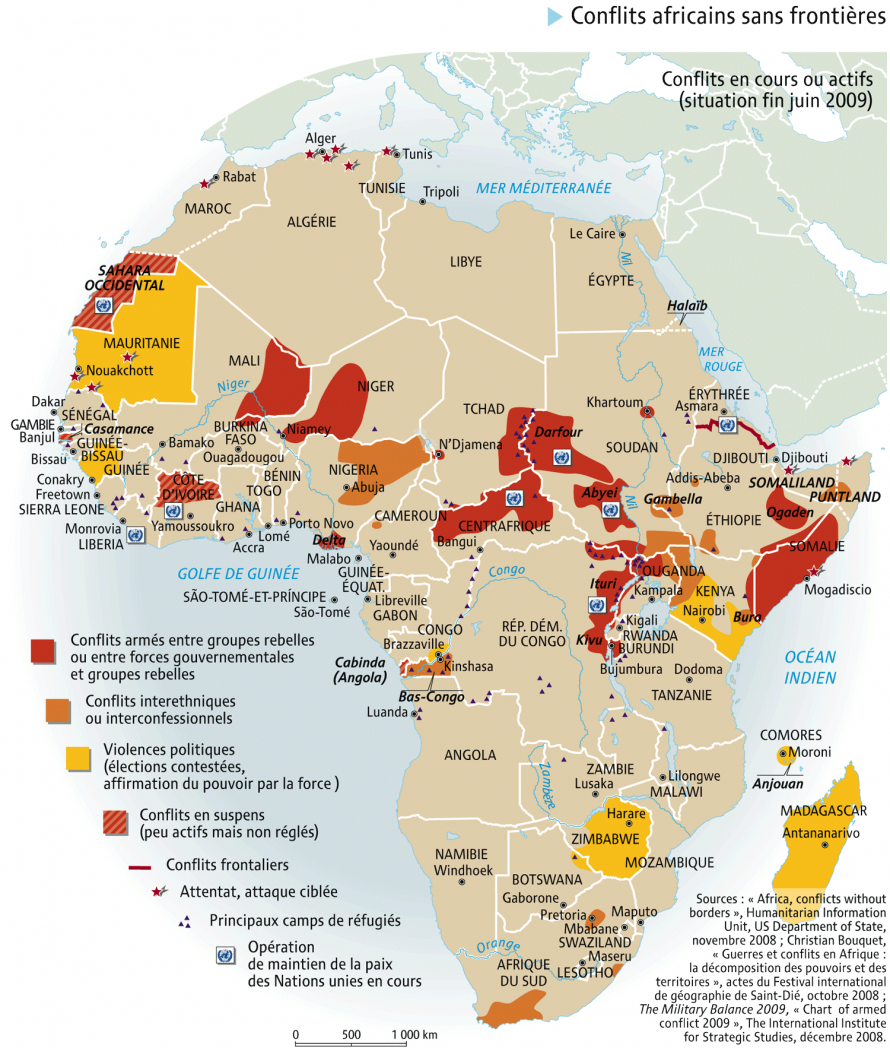 Conflits africains sans frontières
Conflits en cours ou actifs
(situation fin juin 2009)
Alger
Tunis
Rabat
TUNISIE
Tripoli
MER MÉDITERRANÉE
MAROC
ALGÉRIE
Le Caire
LIBYE
Nil
ÉGYPTE
SAHARA
OCCIDENTAL
Halaïb
MAURITANIE
MER
ROUGE
Nouakchott
MALI
NIGER
Niger
TCHAD
Khartoum
ÉRYTHRÉE
Asmara
Dakar
SÉNÉGAL
GAMBIE
Casamance
Banjul
GUINÉE-
BISSAU
Bissau
GUINÉE
Bamako
BURKINA
FASO
Niamey
Ouagadougou
N'Djamena
Darfour
SOUDAN
DJIBOUTI
Djibouti
SOMALILAND
PUNTLAND
Conakry
Freetown
SIERRA LEONE
CÔTE
D'IVOIRE
GHANA
BÉNIN
TOGO
NIGERIA
Abuja
Abyei
Nil
Gambella
Addis-Abeba
ÉTHIOPIE
Ogaden
Monrovia
LIBERIA
Yamoussoukro
Accra
Lomé
Porto Novo
Delta
CAMEROUN
CENTRAFRIQUE
Bangui
Yaoundé
Malabo
SOMALIE
Mogadiscio
GOLFE DE GUINÉE
GUINÉE-
ÉQUAT.
SÃO-TOMÉ-ET-PRÍNCIPE
São-Tomé
Libreville
GABON
Congo
Ituri
OUGANDA
Kampala
KENYA
Nairobi
Bura
CONGO
Brazzaville
Kinshasa
RÉP. DÉM.
DU CONGO
Kivu
Kigali
RWANDA
BURUNDI
Bujumbura
Cabinda
(Angola)
Bas-Congo
Luanda
Dodoma
TANZANIE
OCÉAN
INDIEN
ANGOLA
Zambèze
ZAMBIE
Lusaka
Lilongwe
MALAWI
COMORES
Moroni
Anjouan
Harare
ZIMBABWE
MOZAMBIQUE
MADAGASCAR
Antananarivo
NAMIBIE
Windhoek
BOTSWANA
Gaborone
Pretoria
Maputo
Mbabane
SWAZILAND
Maseru
LESOTHO
Orange
AFRIQUE
DU SUD
Conflits armés entre groupes rebelles
ou entre forces gouvernementales
et groupes rebelles
Conflits interethniques
ou interconfessionnels
Violences politiques
(élections contestées,
affirmation du pouvoir par la force )
Conflits en suspens
(peu actifs mais non réglés)
Conflits frontaliers
Attentat, attaque ciblée
Principaux camps de réfugiés
Opération
de maintien de la paix
des Nations unies en cours
0 500 1 000 km
Sources : « Africa, conflicts without
borders », Humanitarian Information
Unit, US Department of State,
novembre 2008 ; Christian Bouquet,
« Guerres et conflits en Afrique :
la décomposition des pouvoirs et des
territoires », actes du Festival international
de géographie de Saint-Dié, octobre 2008 ;
The Military Balance 2009, « Chart of armed
conflict 2009 », The International Institute
for Strategic Studies, décembre 2008.